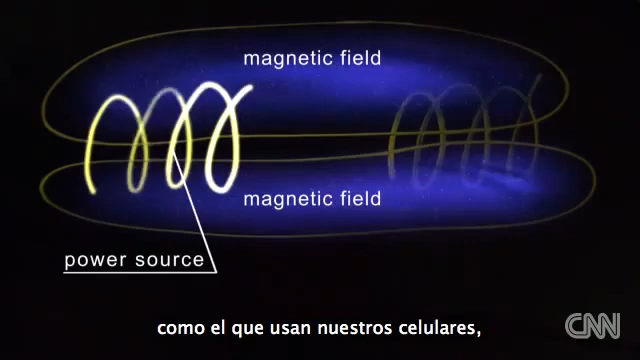 magnetic field
magnetic field
power source
como el que usan nuestros celulares,
CNN